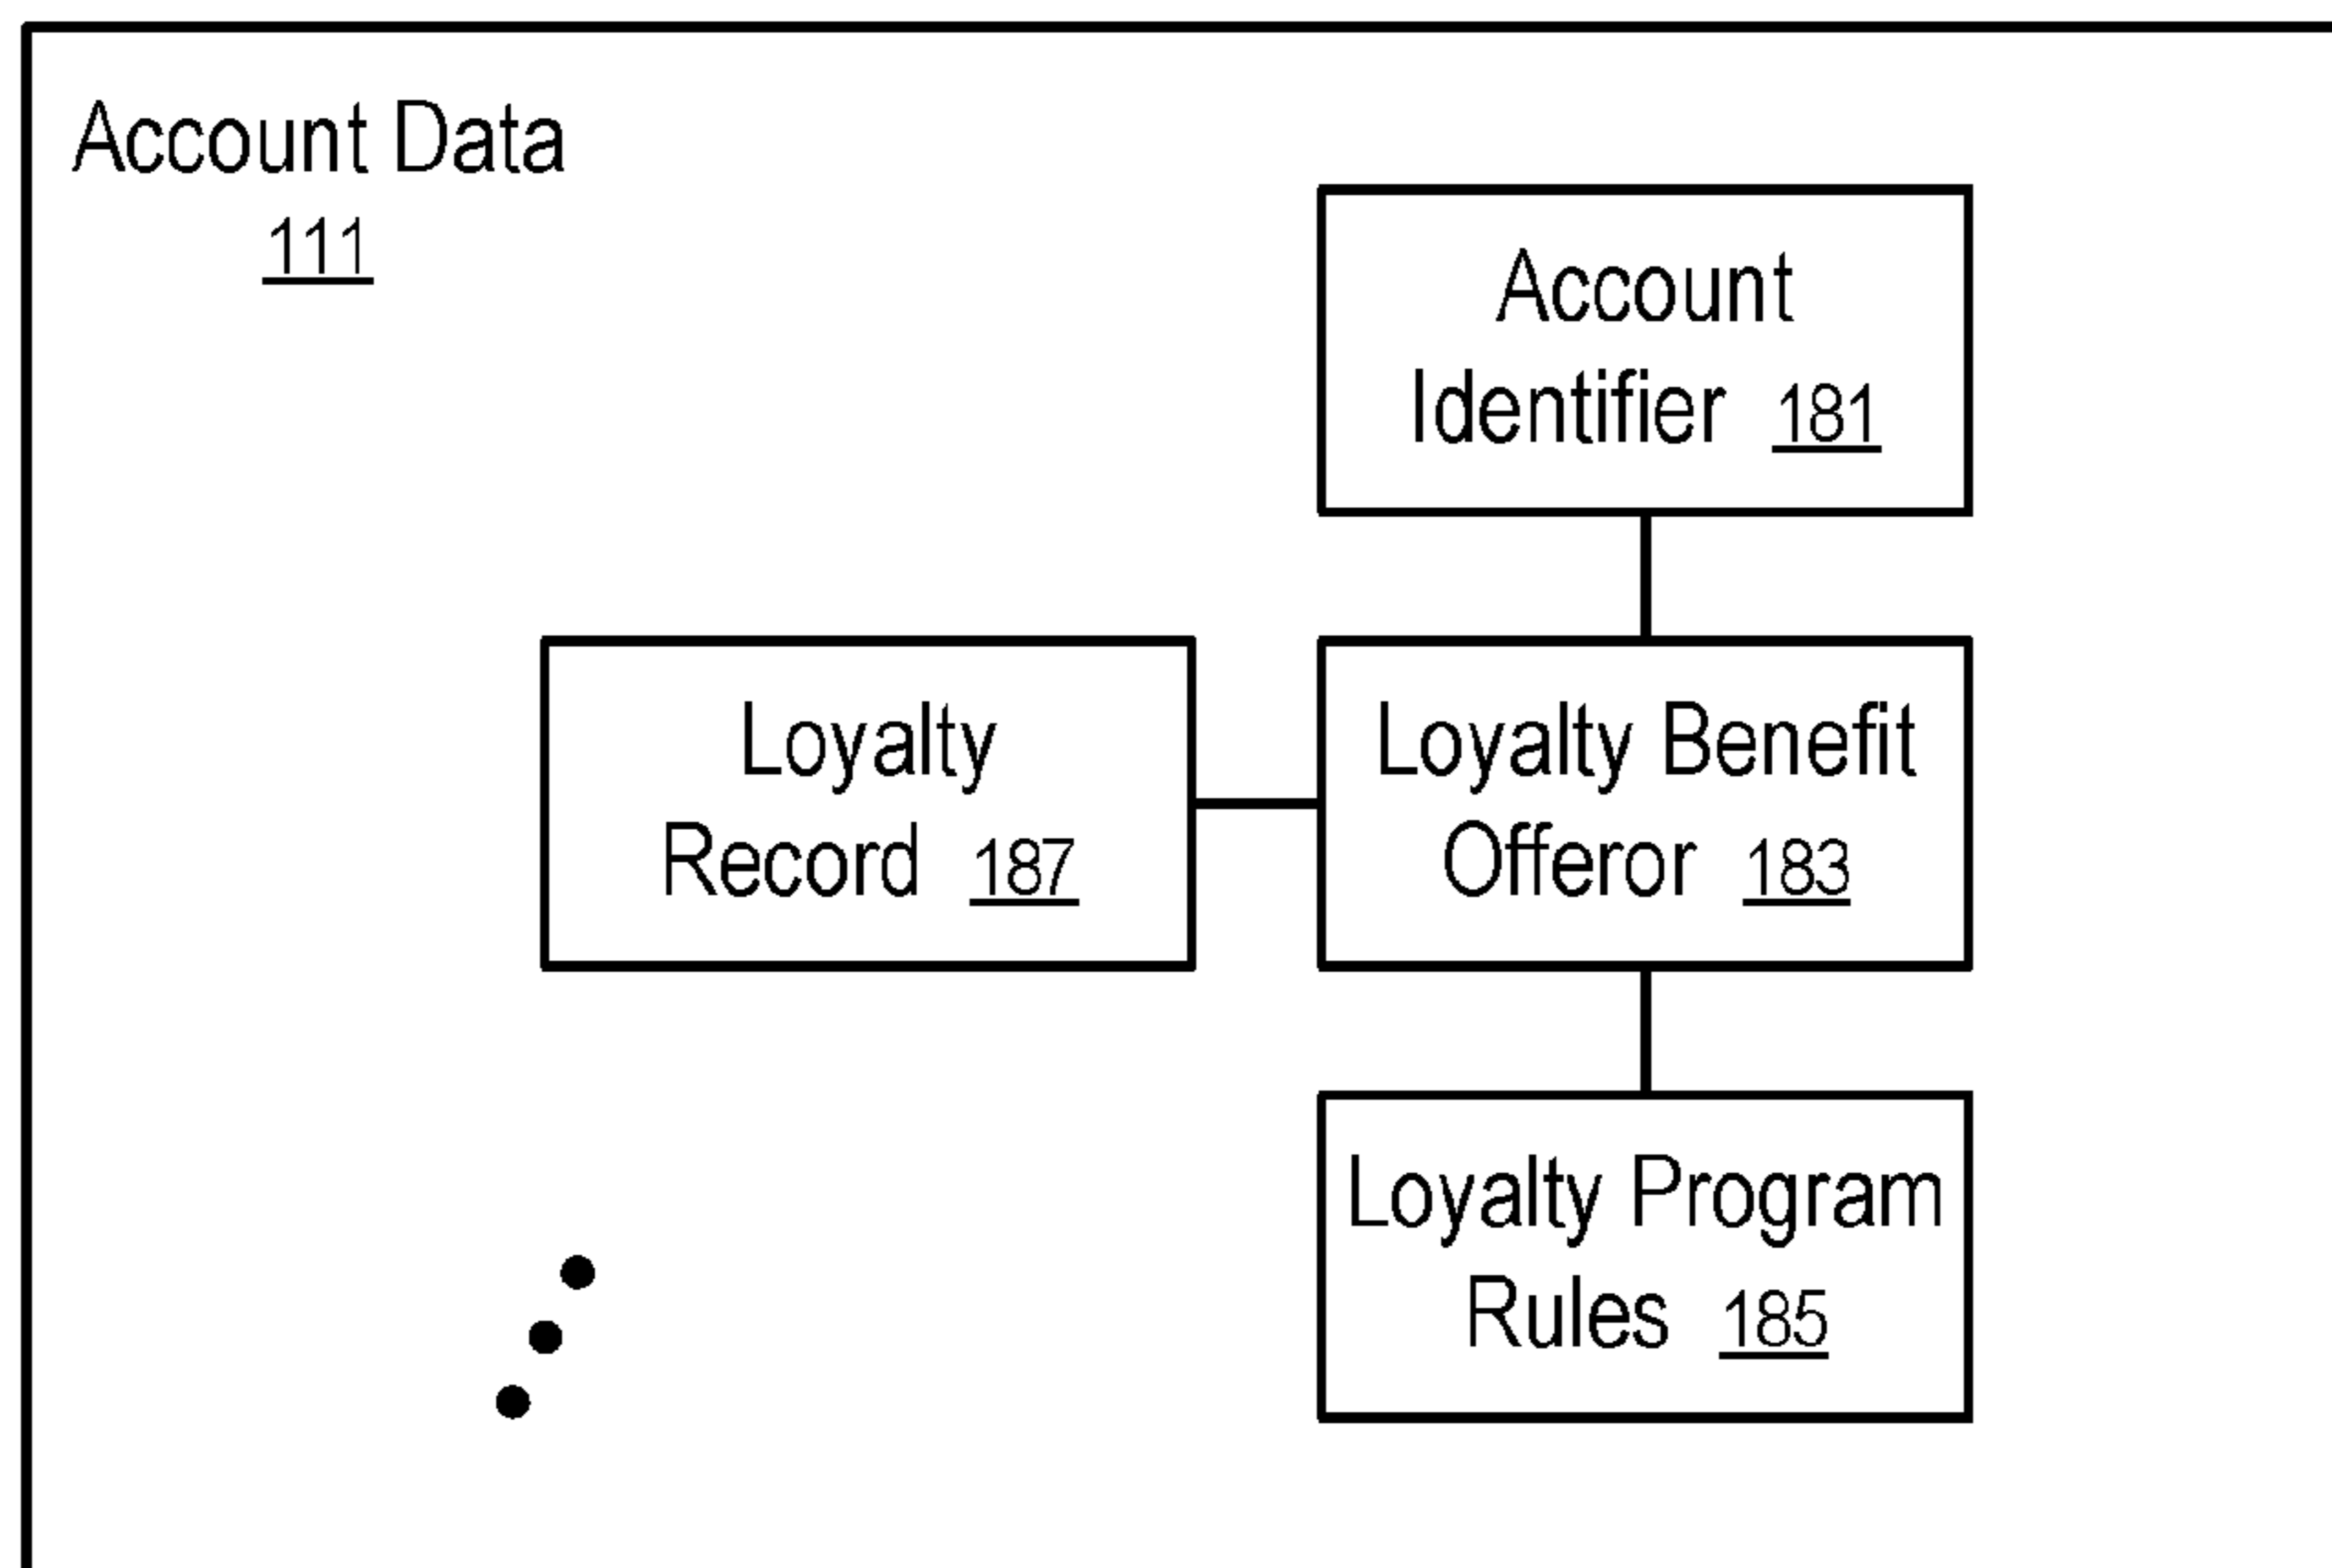 Account Data
111
Account
Identifier 181
Loyalty
Record 187
Loyalty Benefit
Offeror 183
Loyalty Program
Rules 185